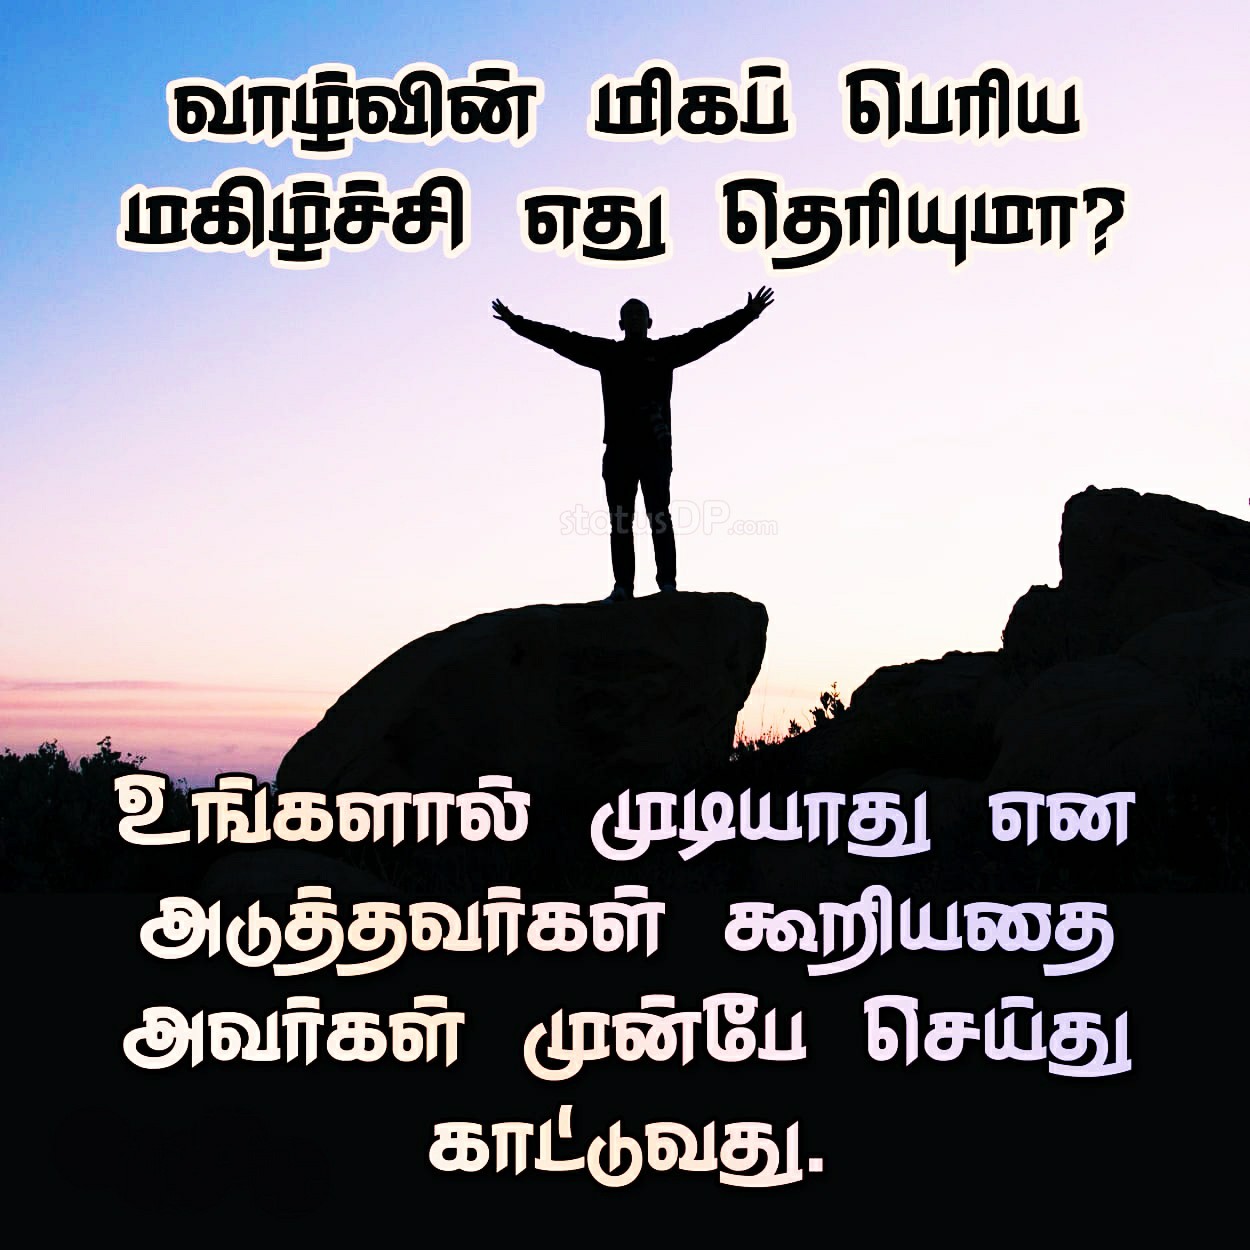 வாழ்வின் மிகப் பெரிய
மகிழ்ச்சி எது தெரியுமா?
statusDP.com
உங்களால் முடியாது என
அடுத்தவர்கள் கூறியதை
அவர்கள் முன்பே செய்து
காட்டுவது.